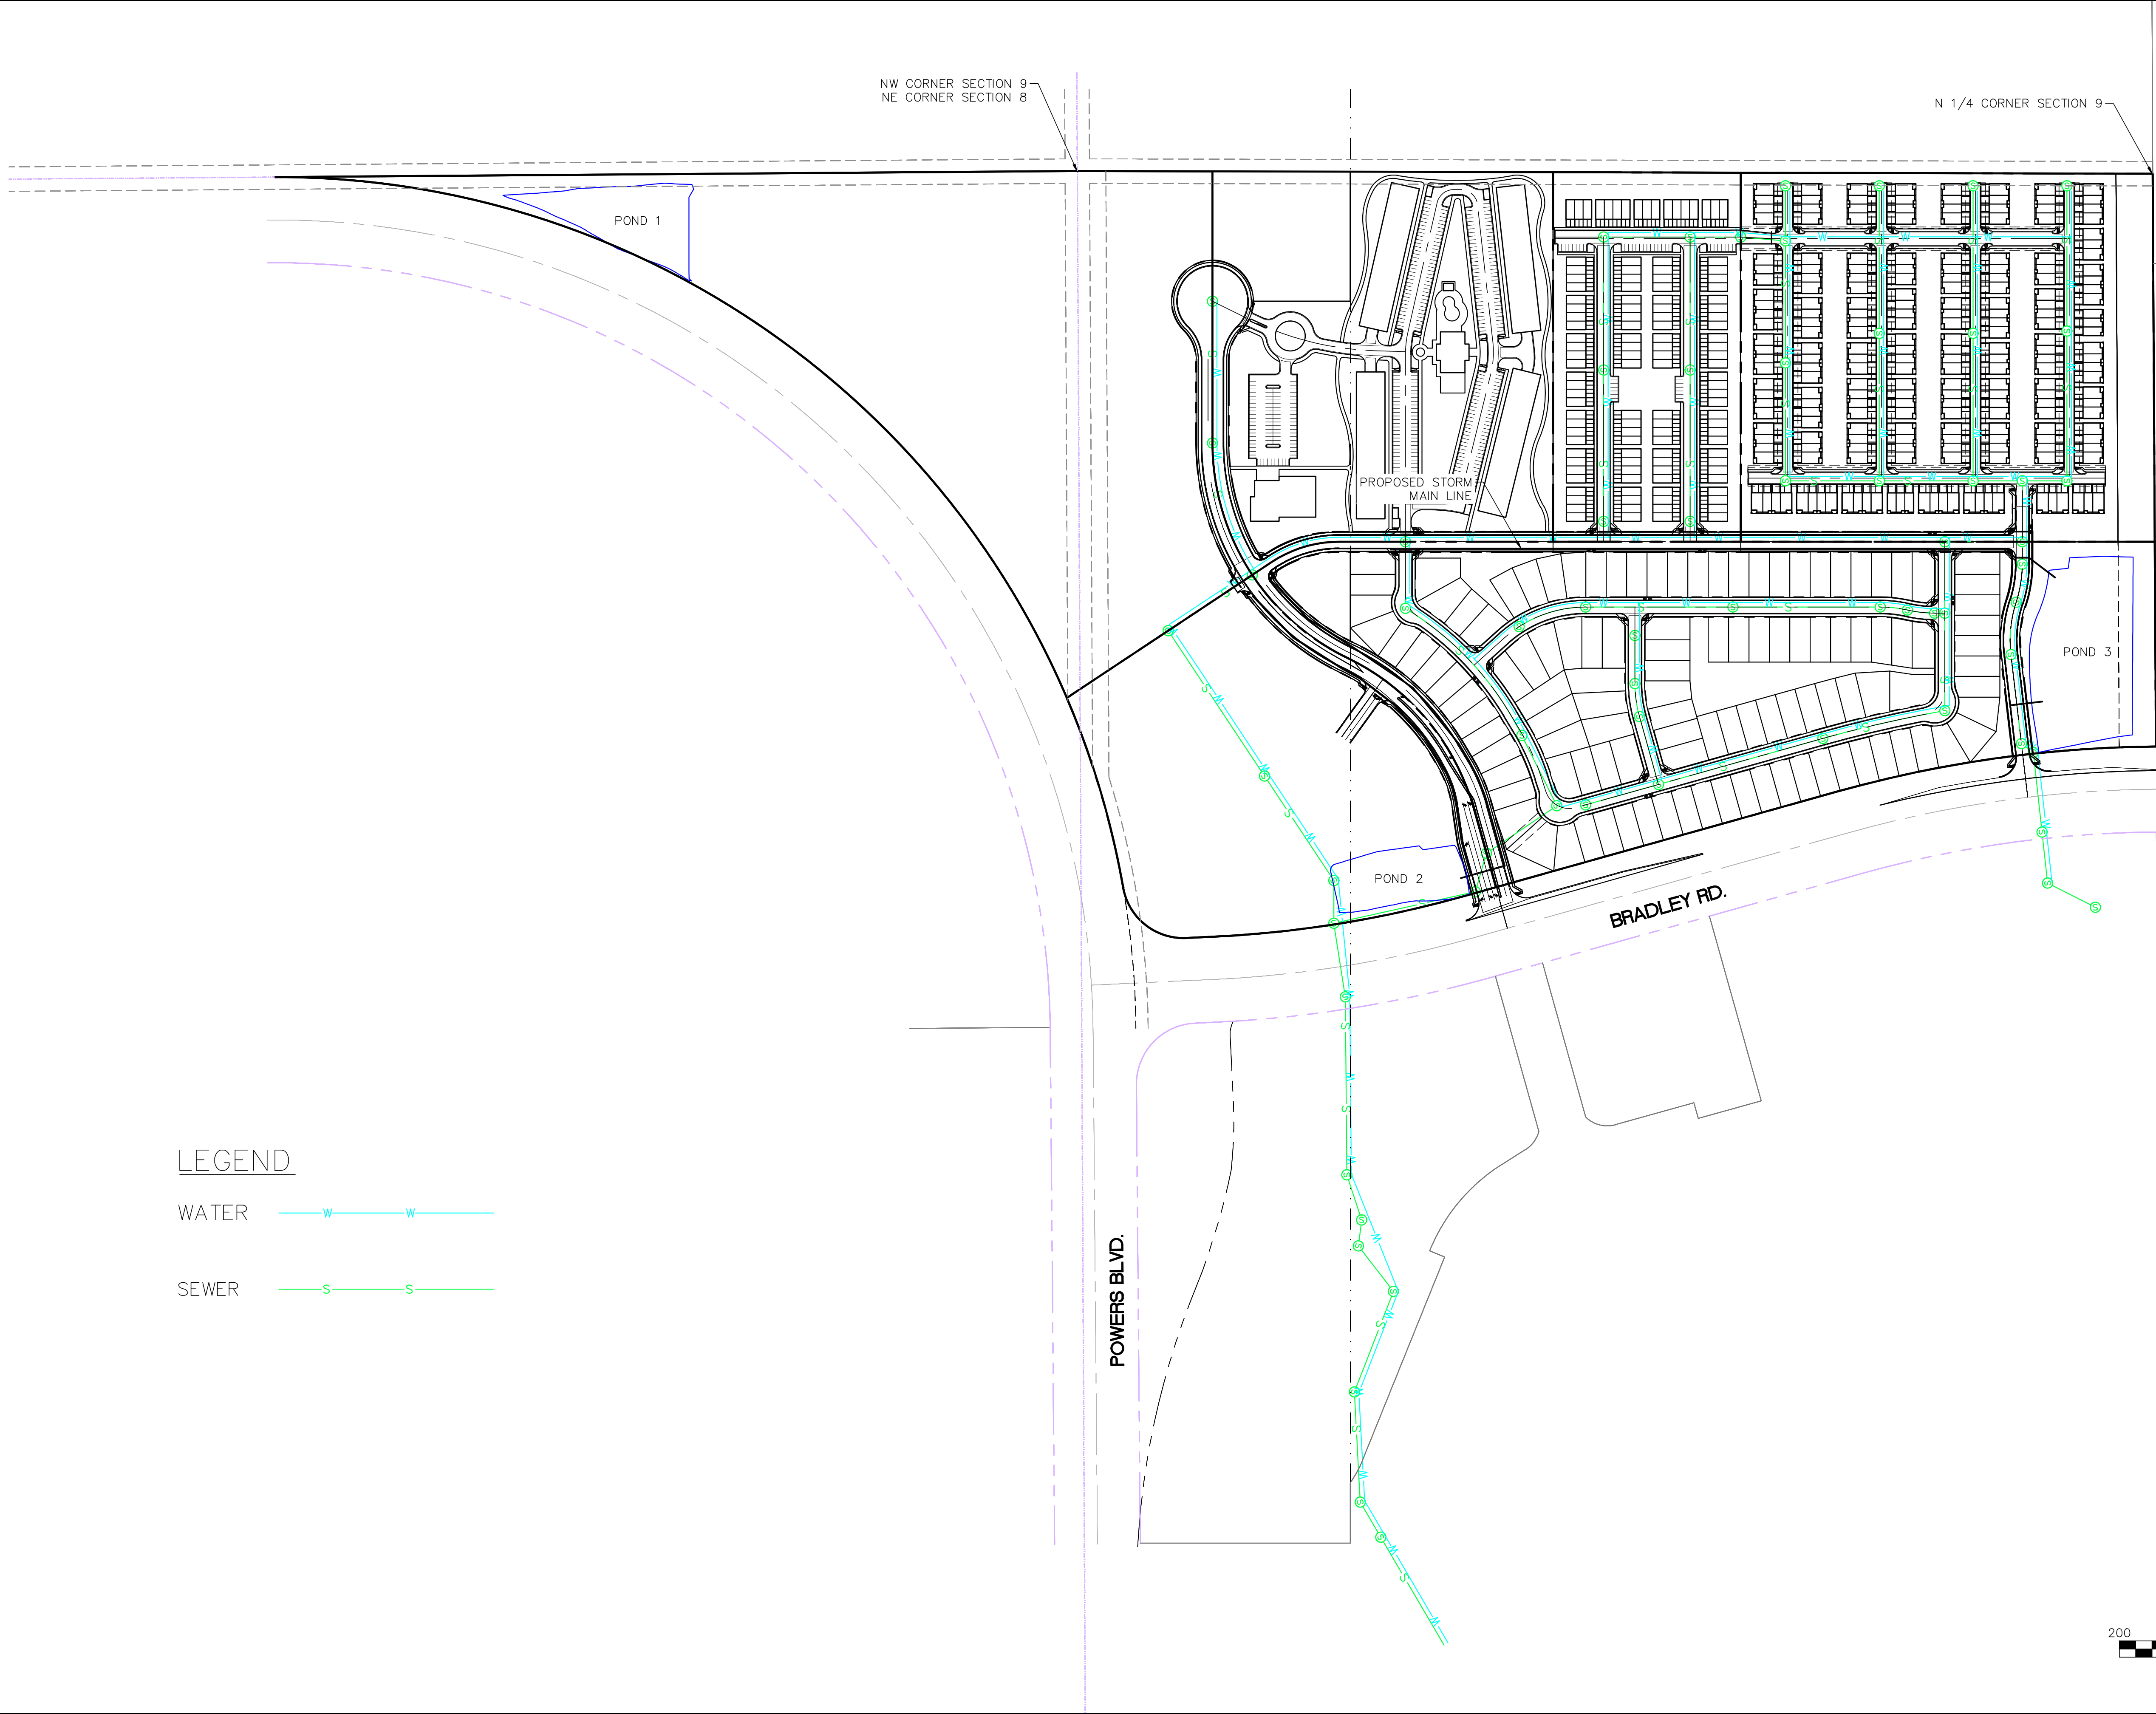 NW CORNER SECTION 9
NE CORNER SECTION 8
N 1/4 CORNER SECTION 9
POND 1
PROPOSED STORM
MAIN LINE
POND 3
POND 2
BRADLEY RD.
POWERS BLVD.
LEGEND
WATER W W
SEWER S S
200